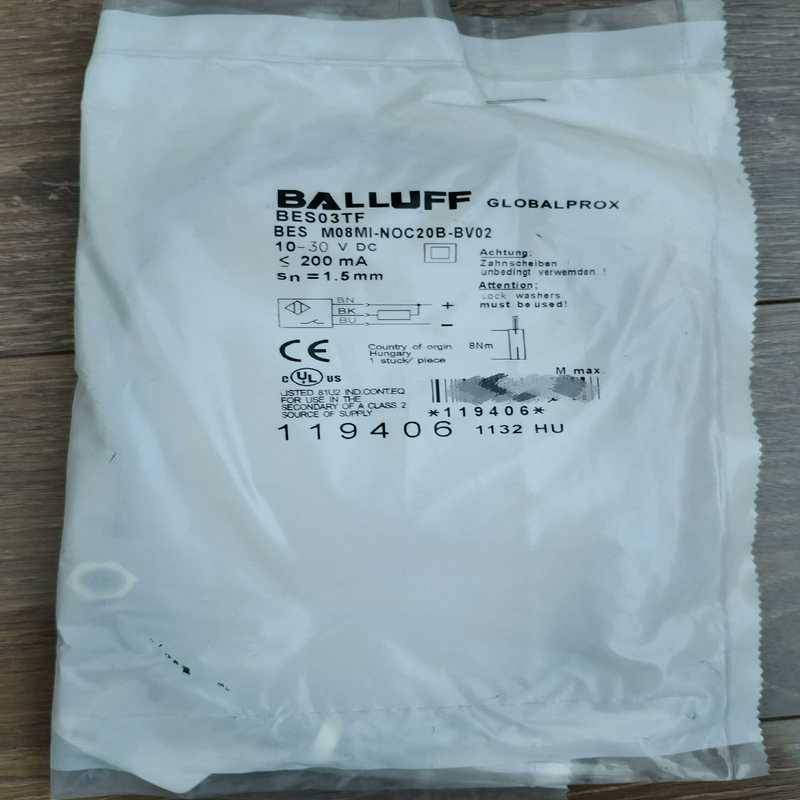 BALLUFF GLOBALPROX
BES03TF
BES M08MI-NOC20B-BV02
10-30 V DC
≤ 200 mA
sn = 1.5mm
Achtung:
Zahnscheiben
unbedingt verwemden !
Attention:
Lock washers
must be used!
BN +
BK
BU −
CE
Country of orgin
Hungary
1 stuck/ piece
8Nm
M max.
C UL US
LISTED 81U2 IND.CONT.EQ
FOR USE IN THE
SECONDARY OF A CLASS 2
SOURCE OF SUPPLY
*119406*
119406 1132 HU